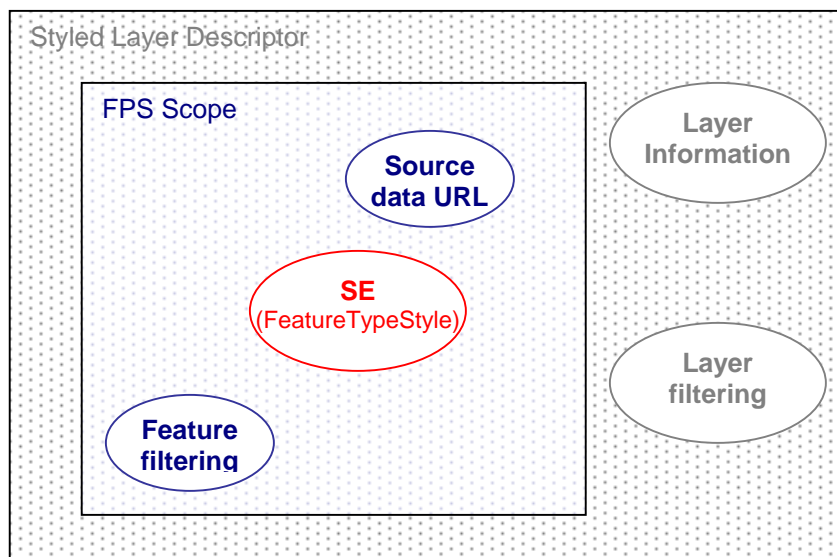 Styled Layer Descriptor
FPS Scope
Source
data URL
Layer
Information
SE
(FeatureTypeStyle)
Layer
filtering
Feature
filtering